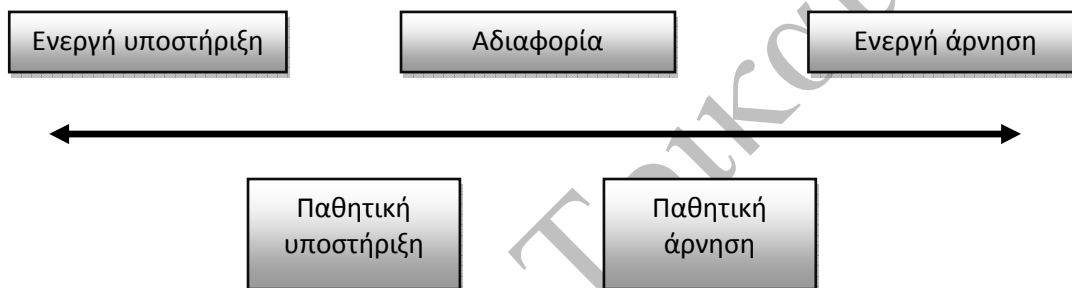 Ενεργή υποστήριξη
Αδιαφορία
Ενεργή άρνηση
Παθητική
υποστήριξη
Παθητική
άρνηση